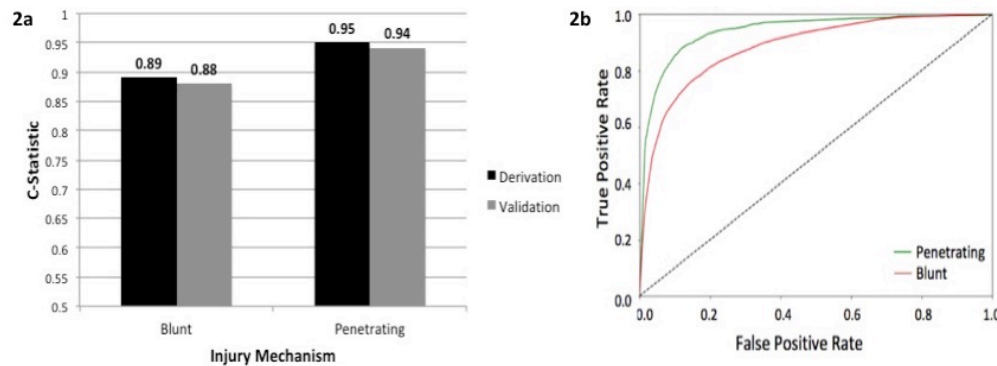 2a
1
0.95
0.9
0.85
0.8
0.75
0.7
0.65
0.6
0.55
0.5
C-Statistic
0.89
0.88
0.95
0.94
Blunt
Penetrating
Injury Mechanism
Derivation
Validation
2b
1.0
0.8
0.6
0.4
0.2
0.0
True Positive Rate
Penetrating
Blunt
0.0 0.2 0.4 0.6 0.8 1.0
False Positive Rate